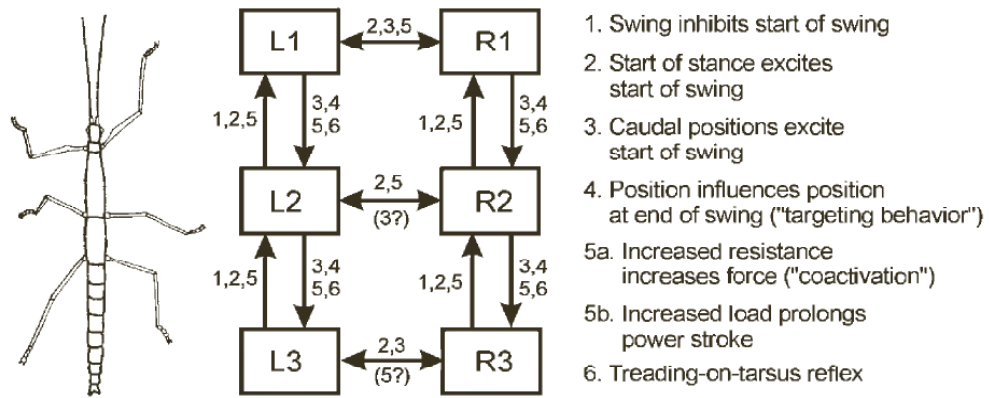 L1
2,3,5
R1
1,2,5
3,4
5,6
1,2,5
3,4
5,6
L2
2,5
(3?)
R2
1,2,5
3,4
5,6
1,2,5
3,4
5,6
L3
2,3
(5?)
R3
1. Swing inhibits start of swing
2. Start of stance excites
start of swing
3. Caudal positions excite
start of swing
4. Position influences position
at end of swing ("targeting behavior")
5a. Increased resistance
increases force ("coactivation")
5b. Increased load prolongs
power stroke
6. Treading-on-tarsus reflex